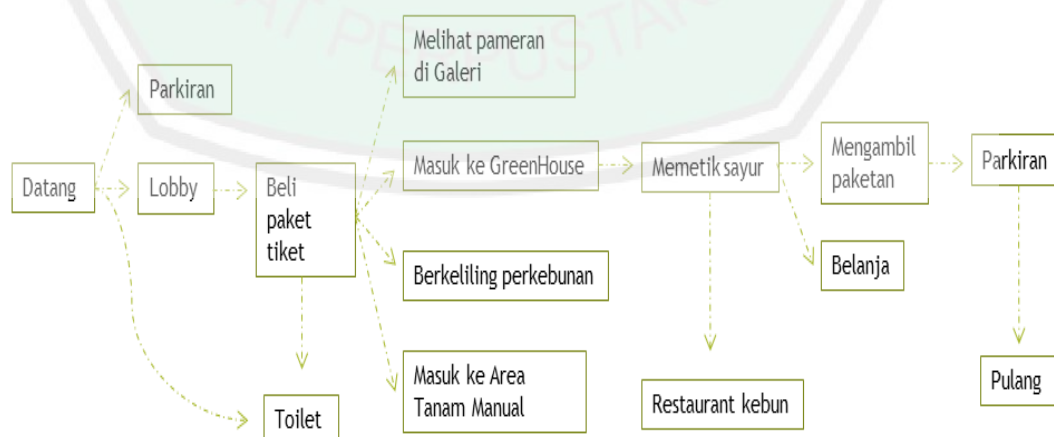 Melihat pameran
di Galeri
Parkiran
Datang
Lobby
Beli
paket
tiket
Masuk ke GreenHouse
Memetik sayur
Mengambil
paketan
Parkiran
Berkeliling perkebunan
Belanja
Masuk ke Area
Tanam Manual
Toilet
Restaurant kebun
Pulang